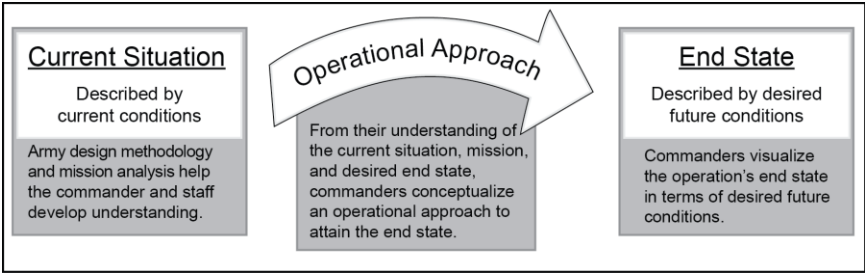 Current Situation
Described by
current conditions
Army design methodology
and mission analysis help
the commander and staff
develop understanding.
Operational Approach
From their understanding of
the current situation, mission,
and desired end state,
commanders conceptualize
an operational approach to
attain the end state.
End State
Described by desired
future conditions
Commanders visualize
the operation's end state
in terms of desired future
conditions.